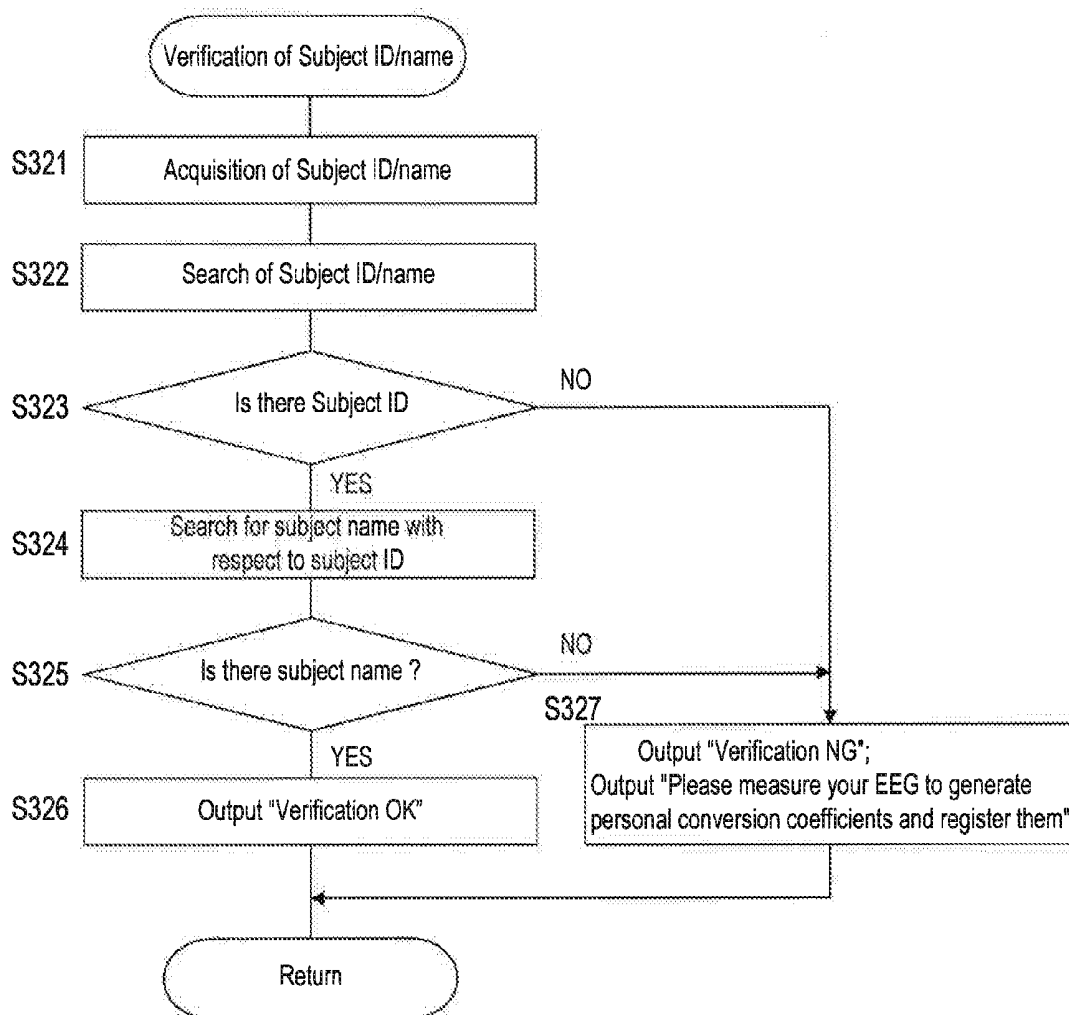 Verification of Subject ID/name
S321
Acquisition of Subject ID/name
S322
Search of Subject ID/name
S323
Is there Subject ID
NO
YES
S324
Search for subject name with
respect to subject ID
S325
Is there subject name ?
NO
S327
YES
Output "Verification NG";
Output "Please measure your EEG to generate
personal conversion coefficients and register them"
S326
Output "Verification OK"
Return